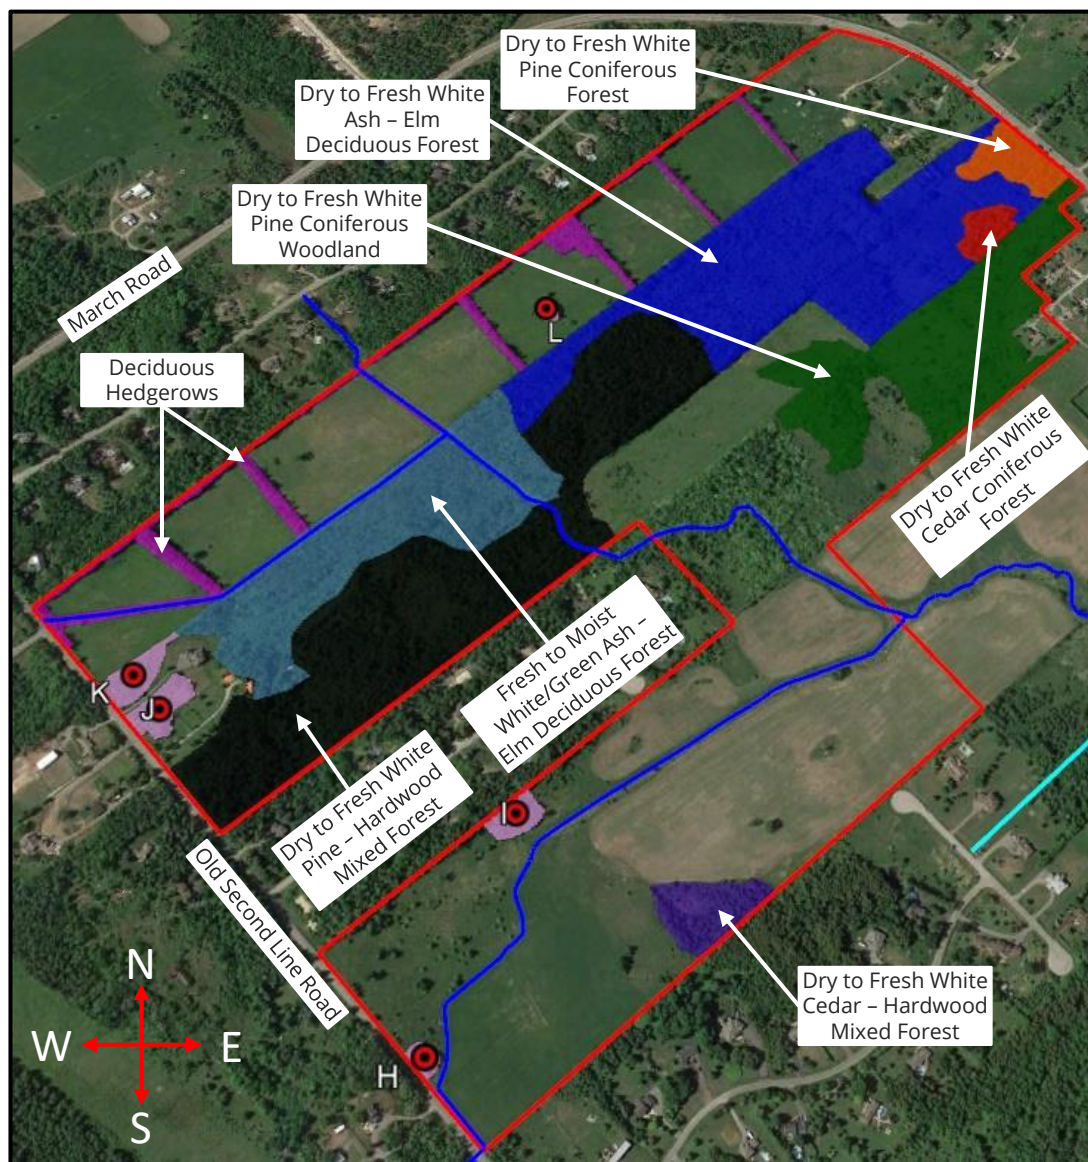 Dry to Fresh White
Pine Coniferous
Forest
Dry to Fresh White
Ash – Elm
Deciduous Forest
Dry to Fresh White
Pine Coniferous
Woodland
March Road
L
Deciduous
Hedgerows
Dry to Fresh White
Cedar Coniferous
Forest
Fresh to Moist
White/Green Ash –
Elm Deciduous Forest
K
J
Dry to Fresh White
Pine – Hardwood
Mixed Forest
I
Old Second Line Road
Dry to Fresh White
Cedar – Hardwood
Mixed Forest
H
N
W
E
S